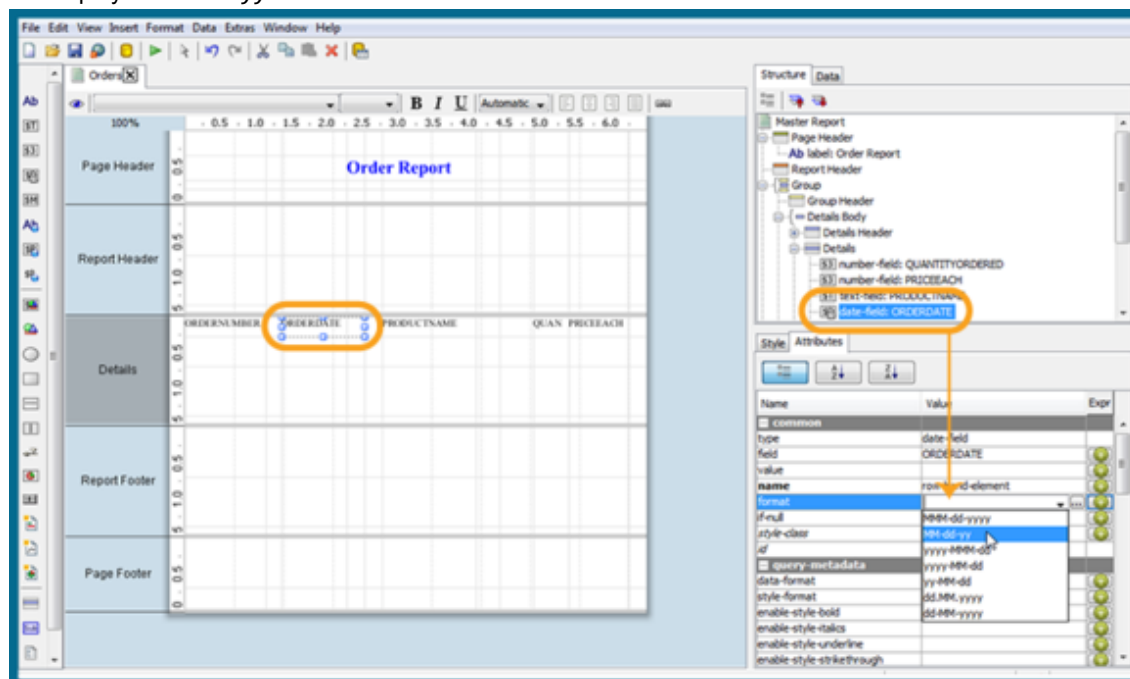 File Edit View Insert Format Data Extras Window Help
Orders
Structure Data
B I U Automatic
100%
0.5 1.0 1.5 2.0 2.5 3.0 3.5 4.0 4.5 5.0 5.5 6.0
Master Report
Page Header
Ab label: Order Report
Report Header
Group
Group Header
Details Body
Details Header
Details
number-field: QUANTITYORDERED
number-field: PRICEEACH
text-field: PRODUCTNAME
date-field: ORDERDATE
Page Header
Order Report
Report Header
ORDERNUMBER ORDERDATE PRODUCTNAME QUAN PRICEEACH
Details
Report Footer
Page Footer
Style Attributes
Name Value Expr
common
type date-field
field ORDERDATE
value
name
format
if-null
style-class
id
MMM-dd-yyyy
MM-dd-yy
yyyy-MMM-dd
yyyy-MM-dd
yy-MM-dd
dd.MM.yyyy
dd-MM-yyyy
query-metadata
data-format
style-format
enable-style-bold
enable-style-italics
enable-style-underline
enable-style-strikethrough